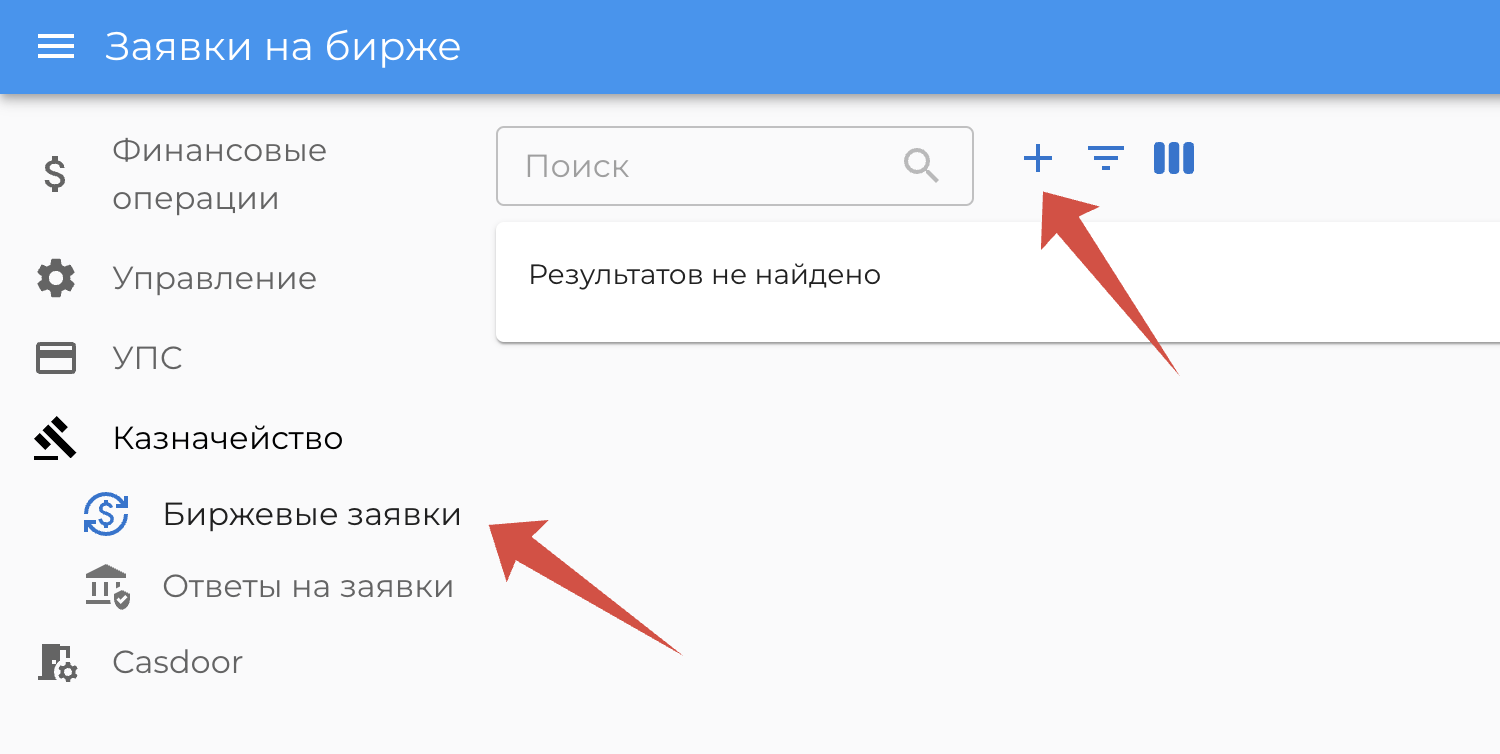 Заявки на бирже
Финансовые
операции
Управление
УПС
Казначейство
Биржевые заявки
Ответы на заявки
Casdoor
Поиск
Результатов не найдено